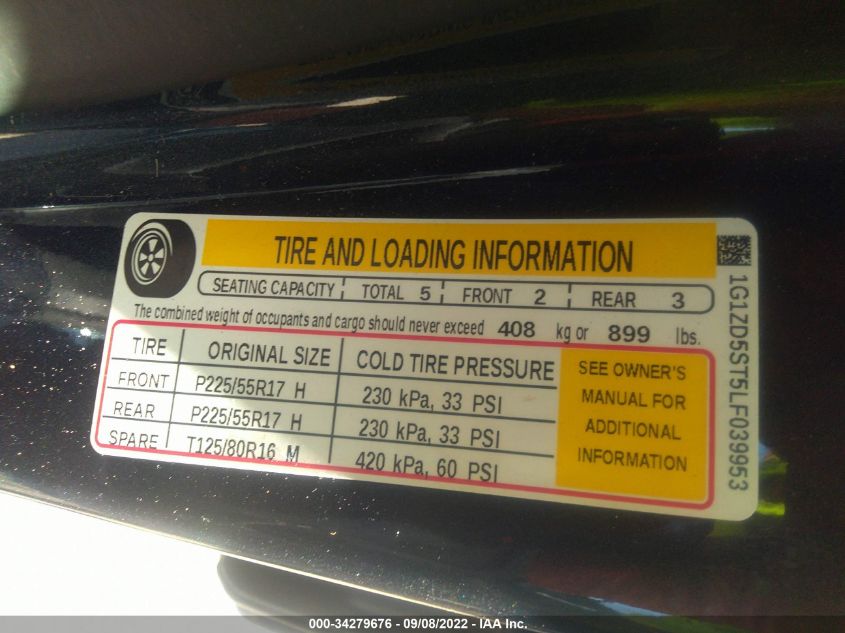 TIRE AND LOADING INFORMATION
SEATING CAPACITY TOTAL 5 FRONT 2 REAR 3
The combined weight of occupants and cargo should never exceed 408 kg or 899 lbs.
TIRE ORIGINAL SIZE COLD TIRE PRESSURE
FRONT P225/55R17 H 230 kPa, 33 PSI
REAR P225/55R17 H 230 kPa, 33 PSI
SPARE T125/80R16 M 420 kPa, 60 PSI
SEE OWNER'S
MANUAL FOR
ADDITIONAL
INFORMATION
1G1ZD5ST5LF039953
000-34279676 - 09/08/2022 - IAA Inc.